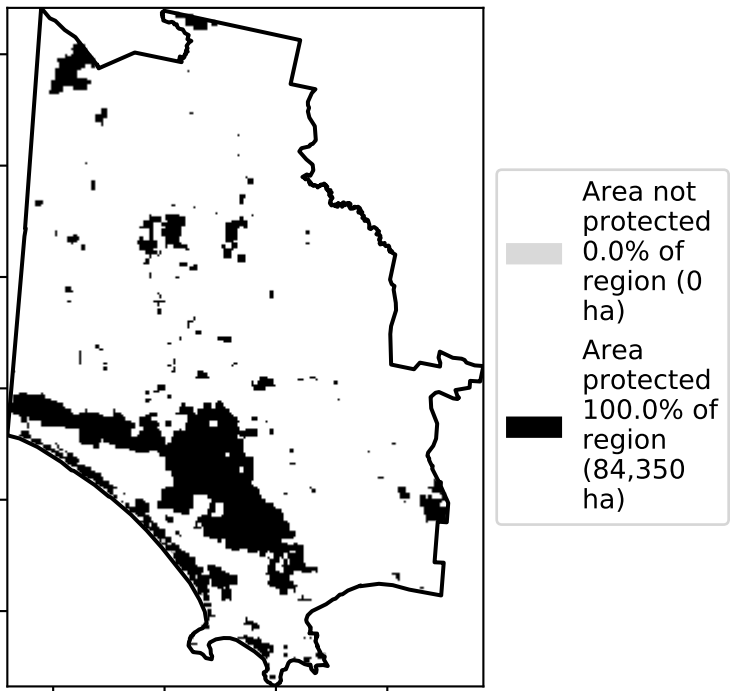 Area not
protected
0.0% of
region (0
ha)
Area
protected
100.0% of
region
(84,350
ha)